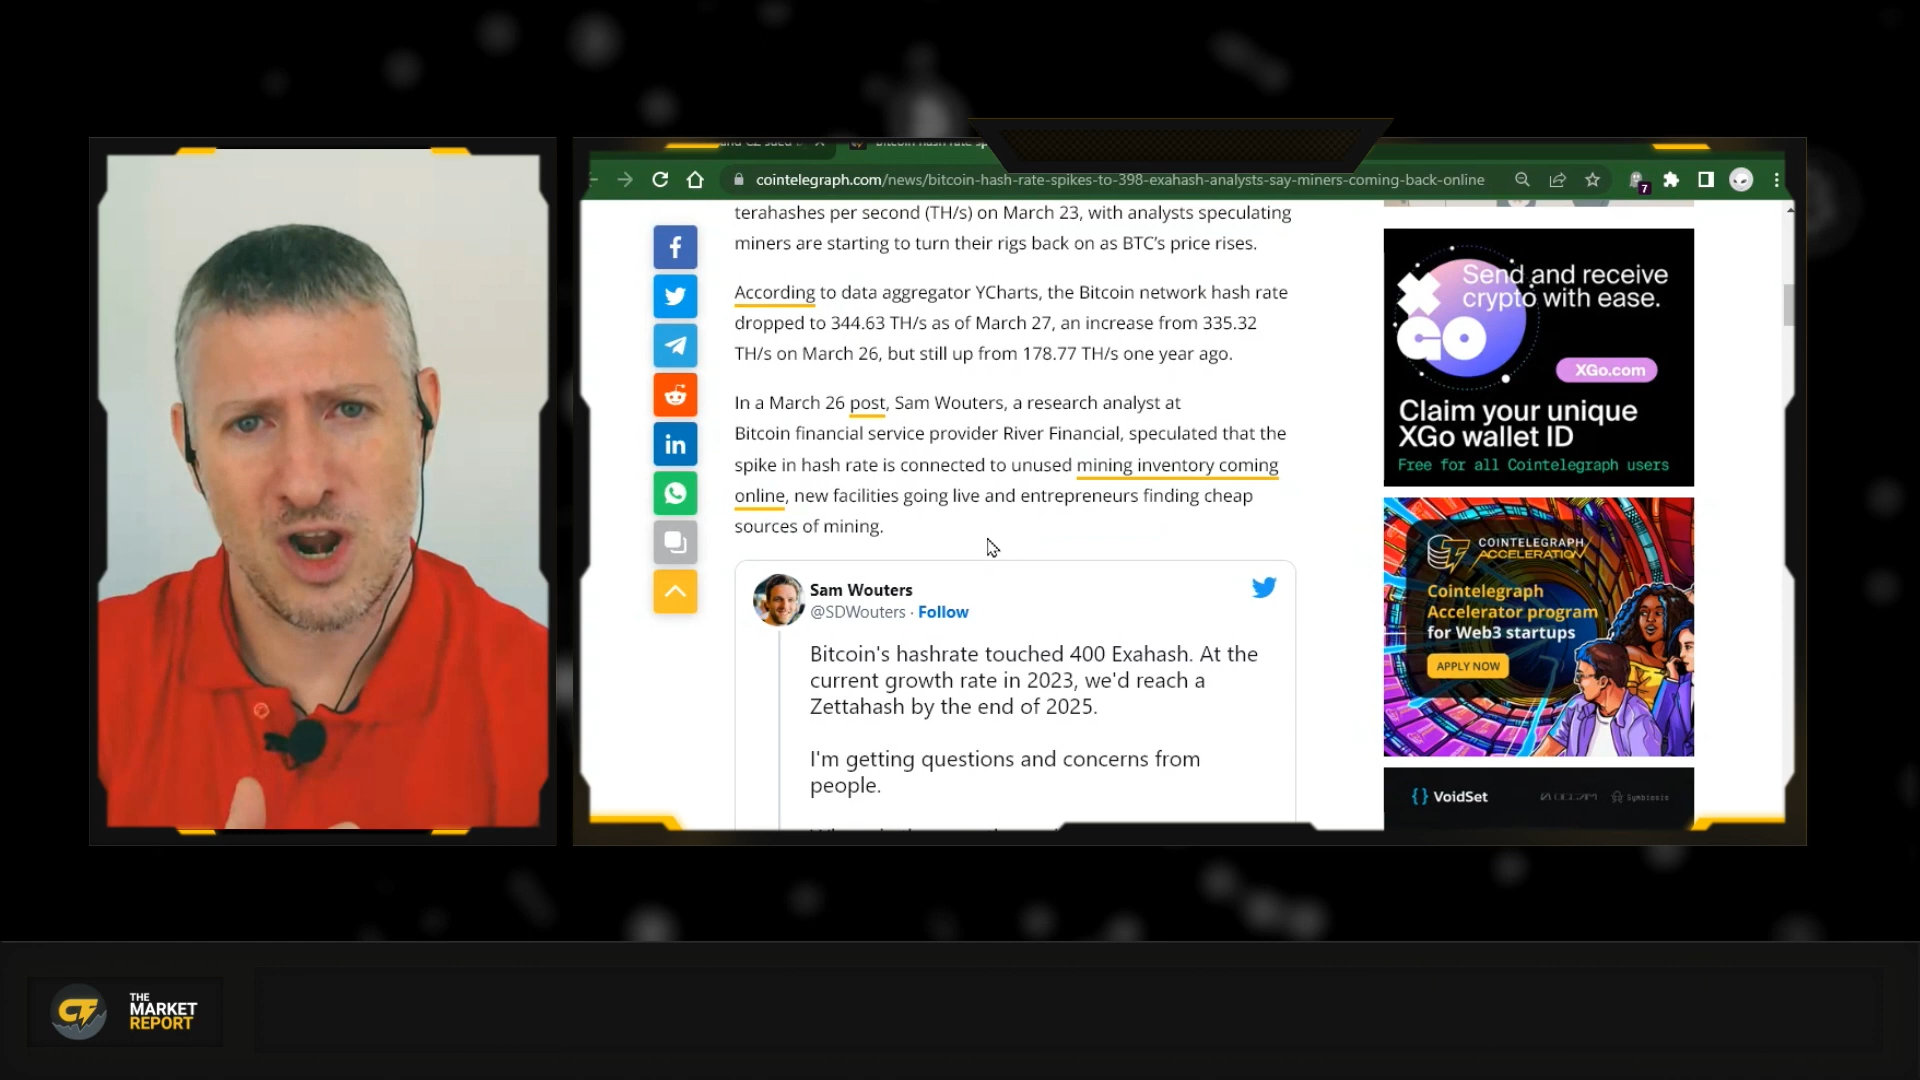 cointelegraph.com/news/bitcoin-hash-rate-spikes-to-398-exahash-analysts-say-miners-coming-back-online
7
terahashes per second (TH/s) on March 23, with analysts speculating
miners are starting to turn their rigs back on as BTC’s price rises.
According to data aggregator YCharts, the Bitcoin network hash rate
dropped to 344.63 TH/s as of March 27, an increase from 335.32
TH/s on March 26, but still up from 178.77 TH/s one year ago.
In a March 26 post, Sam Wouters, a research analyst at
Bitcoin financial service provider River Financial, speculated that the
spike in hash rate is connected to unused mining inventory coming
online, new facilities going live and entrepreneurs finding cheap
sources of mining.
Sam Wouters
@SDWouters · Follow
Bitcoin's hashrate touched 400 Exahash. At the
current growth rate in 2023, we'd reach a
Zettahash by the end of 2025.
I'm getting questions and concerns from
people.
Send and receive
crypto with ease.
XGO
XGo.com
Claim your unique
XGo wallet ID
Free for all Cointelegraph users
COINTELEGRAPH
ACCELERATION
Cointelegraph
Accelerator program
for Web3 startups
APPLY NOW
VoidSet
Symbiosis
THE
MARKET
REPORT